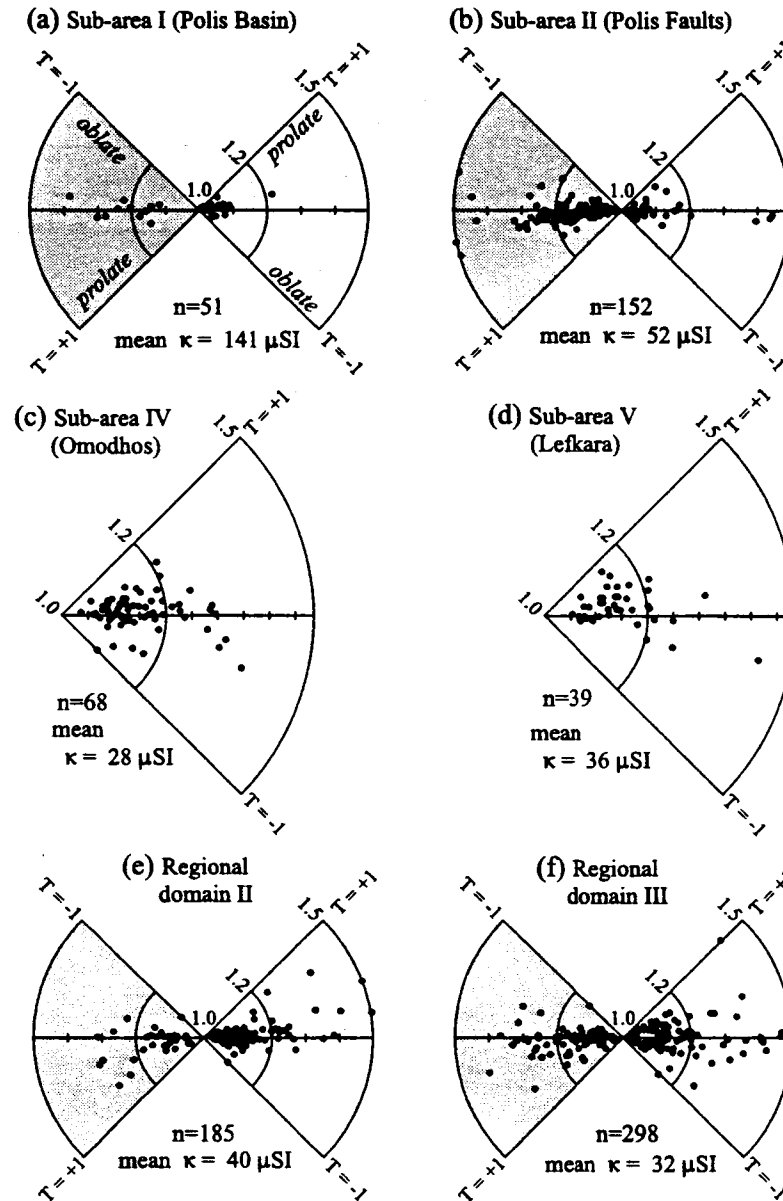 (a) Sub-area I (Polis Basin)
T = -1
1.5
T = +1
oblate
1.2
prolate
1.0
prolate
oblate
T = +1
T = -1
n=51
mean κ = 141 μSI
(b) Sub-area II (Polis Faults)
T = -1
1.5
T = +1
1.2
1.0
T = +1
T = -1
n=152
mean κ = 52 μSI
(c) Sub-area IV
(Omodhos)
1.5
T = +1
1.2
1.0
n=68
mean
κ = 28 μSI
T = -1
(d) Sub-area V
(Lefkara)
1.5
T = +1
1.2
1.0
n=39
mean
κ = 36 μSI
T = -1
(e) Regional
domain II
T = -1
1.5
T = +1
1.2
1.0
T = +1
T = -1
n=185
mean κ = 40 μSI
(f) Regional
domain III
T = -1
1.5
1.2
1.0
T = +1
T = -1
n=298
mean κ = 32 μSI